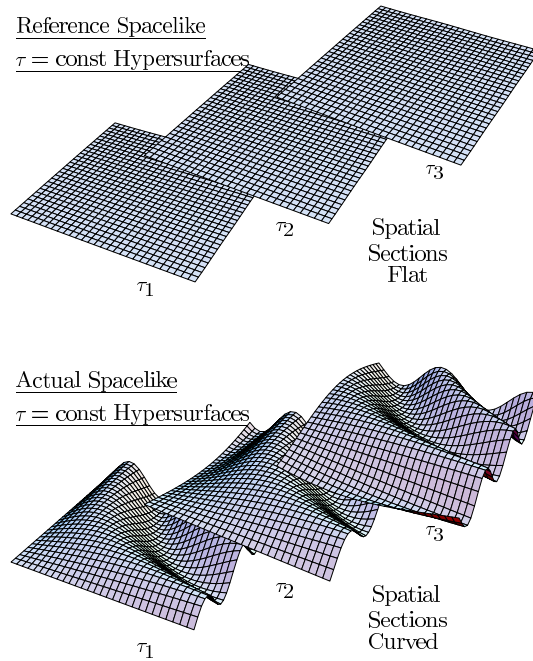 Reference Spacelike
τ = const Hypersurfaces
τ3
τ2
Spatial
Sections
Flat
τ1
Actual Spacelike
τ = const Hypersurfaces
τ3
τ2
Spatial
Sections
Curved
τ1